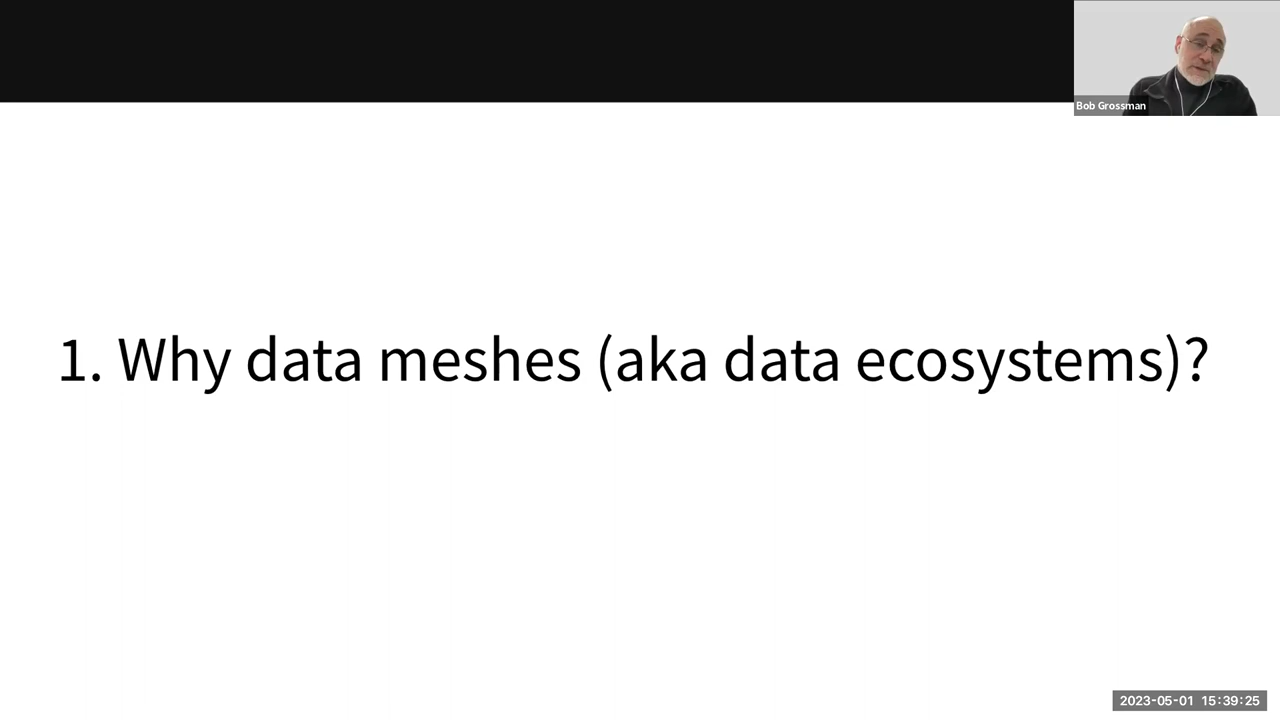 Bob Grossman
1. Why data meshes (aka data ecosystems)?
2023-05-01 15:39:25